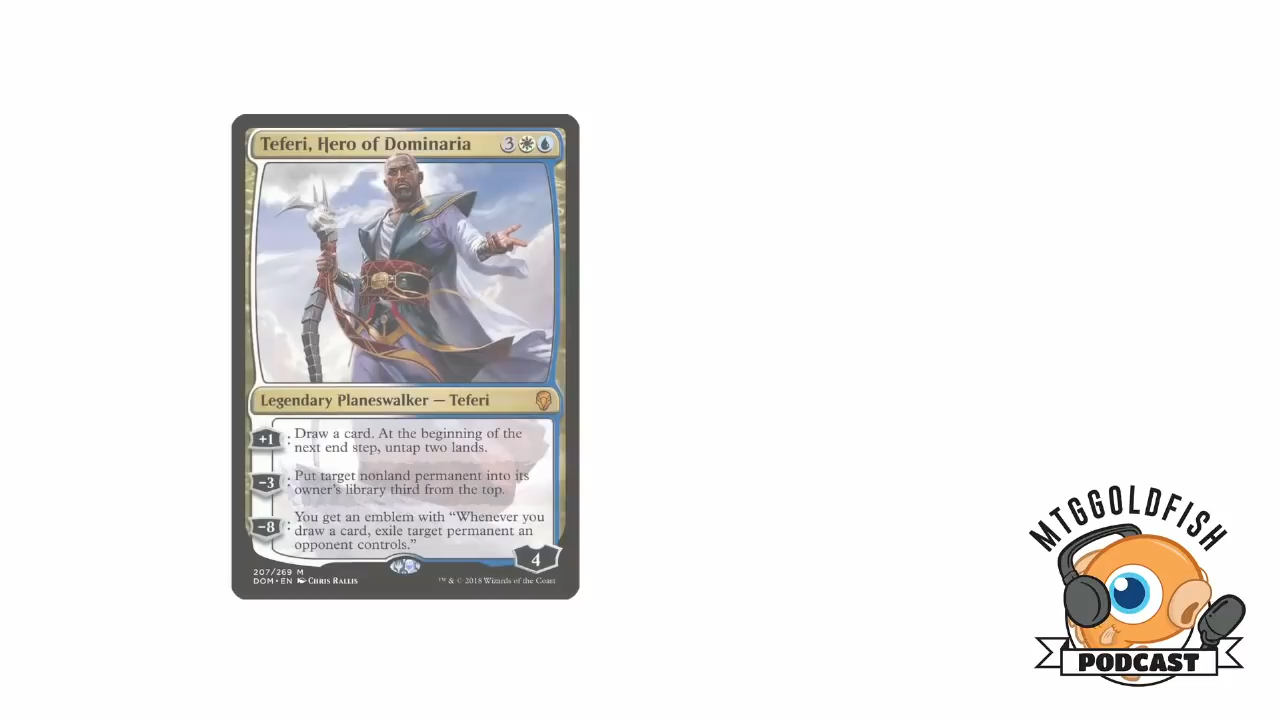 Teferi, Hero of Dominaria 3
Legendary Planeswalker — Teferi
+1: Draw a card. At the beginning of the
next end step, untap two lands.
−3: Put target nonland permanent into its
owner's library third from the top.
−8: You get an emblem with “Whenever you
draw a card, exile target permanent an
opponent controls.”
4
207/269 M
DOM • EN Chris Rallis ™ & © 2018 Wizards of the Coast
MTGGOLDFISH
PODCAST